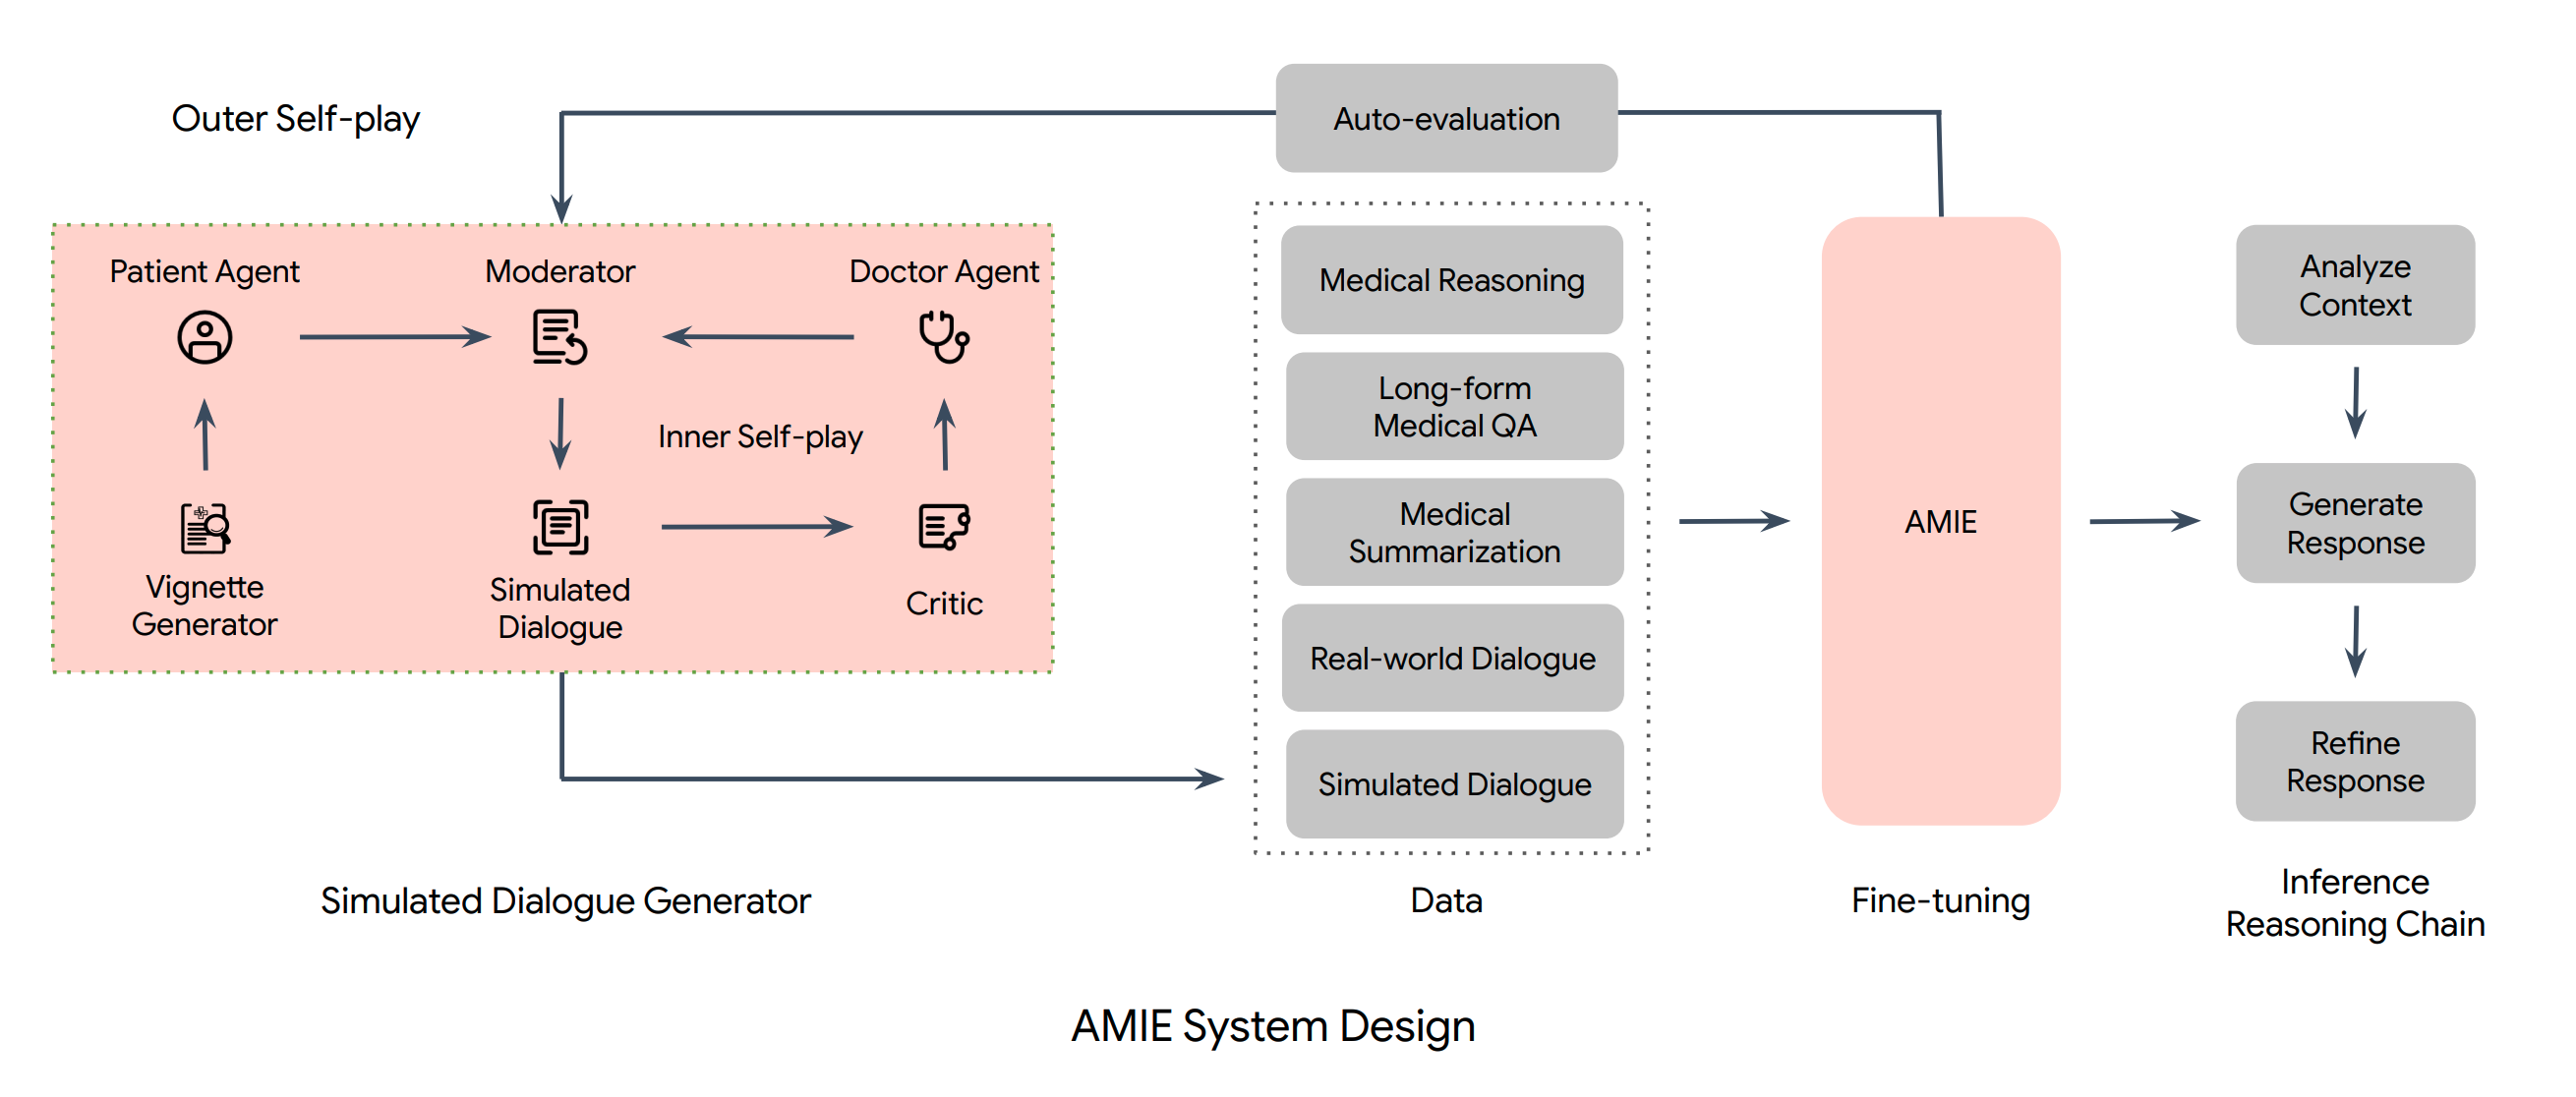 Outer Self-play
Auto-evaluation
Patient Agent
Moderator
Doctor Agent
Inner Self-play
Vignette
Generator
Simulated
Dialogue
Critic
Simulated Dialogue Generator
Medical Reasoning
Long-form
Medical QA
Medical
Summarization
Real-world Dialogue
Simulated Dialogue
Data
AMIE
Fine-tuning
Analyze
Context
Generate
Response
Refine
Response
Inference
Reasoning Chain
AMIE System Design